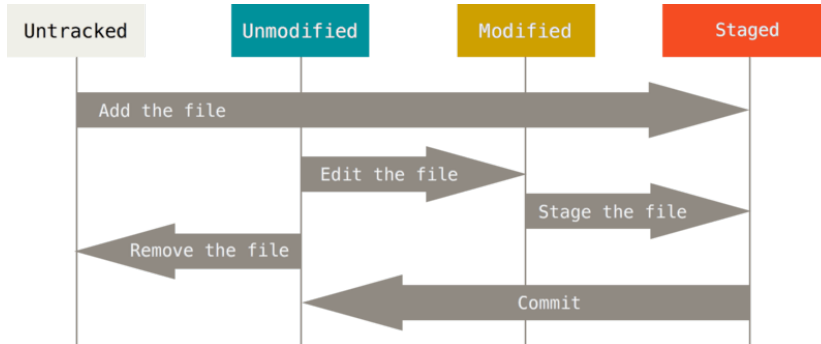 Untracked
Unmodified
Modified
Staged
Add the file
Edit the file
Stage the file
Remove the file
Commit